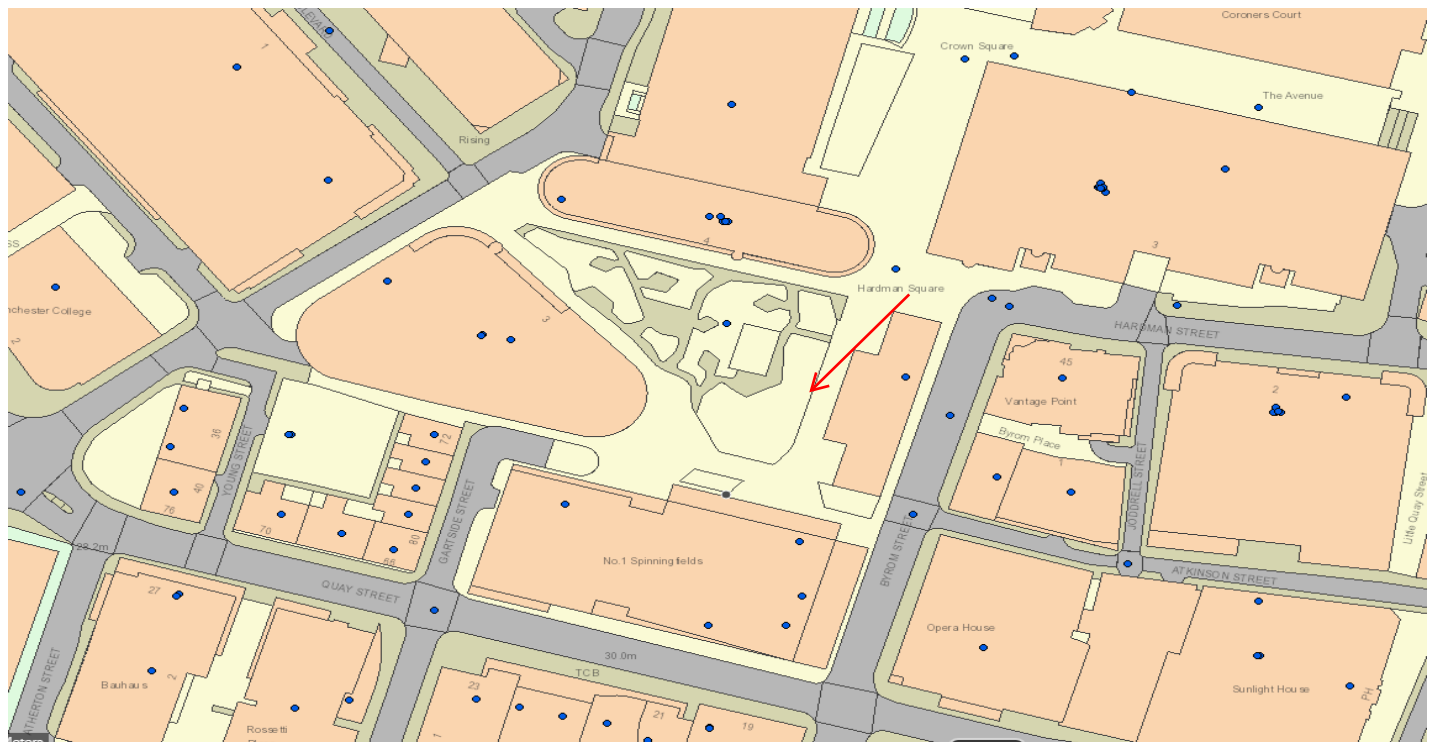 Coroners Court
Crown Square
1
The Avenue
Rising
4
3
Hardman Square
nchester College
2
3
HARDMAN STREET
45
Vantage Point
2
Byrom Place
1
36
72
YOUNG STREET
40
76
70
80
66
GARTSIDE STREET
JODDRELL STREET
Little Quay Street
28.2m
No.1 Spinningfields
BYROM STREET
ATKINSON STREET
QUAY STREET
27
Opera House
30.0m
TCB
ATHERTON STREET
Bauhaus
2
23
21
19
1
Sunlight House
PH
Rossetti